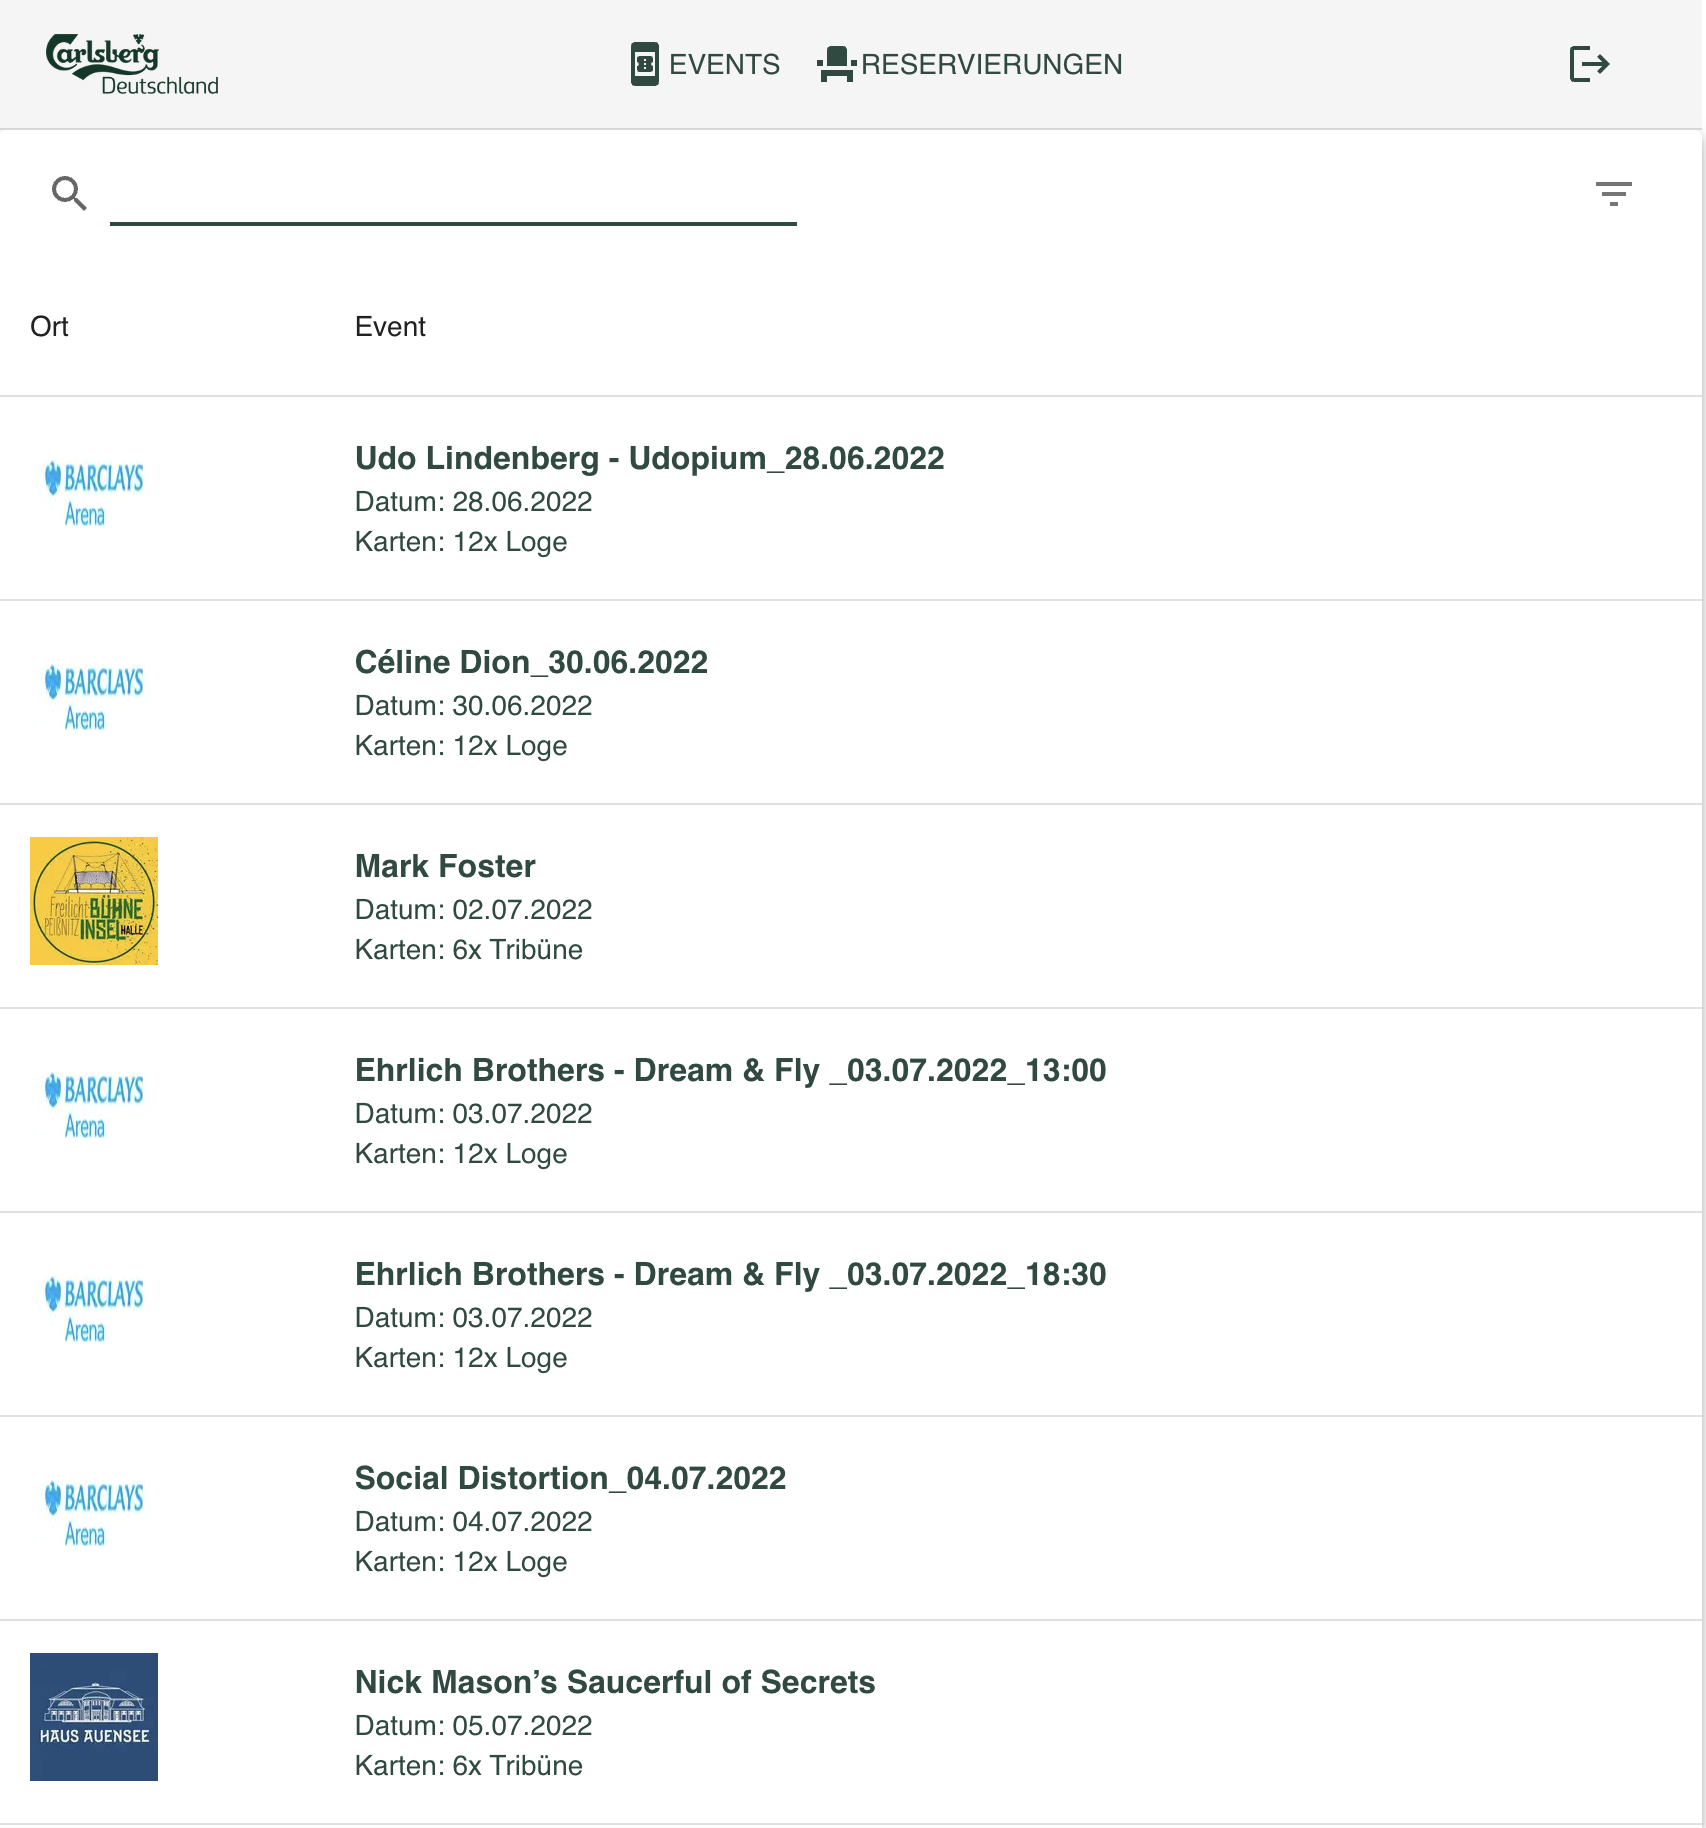 Carlsberg
Deutschland
EVENTS
RESERVIERUNGEN
Ort
Event
BARCLAYS
Arena
Udo Lindenberg - Udopium_28.06.2022
Datum: 28.06.2022
Karten: 12x Loge
BARCLAYS
Arena
Céline Dion_30.06.2022
Datum: 30.06.2022
Karten: 12x Loge
Freilicht BÜHNE
PEIßNITZ INSEL HALLE
Mark Foster
Datum: 02.07.2022
Karten: 6x Tribüne
BARCLAYS
Arena
Ehrlich Brothers - Dream & Fly _03.07.2022_13:00
Datum: 03.07.2022
Karten: 12x Loge
BARCLAYS
Arena
Ehrlich Brothers - Dream & Fly _03.07.2022_18:30
Datum: 03.07.2022
Karten: 12x Loge
BARCLAYS
Arena
Social Distortion_04.07.2022
Datum: 04.07.2022
Karten: 12x Loge
HAUS AUENSEE
Nick Mason’s Saucerful of Secrets
Datum: 05.07.2022
Karten: 6x Tribüne